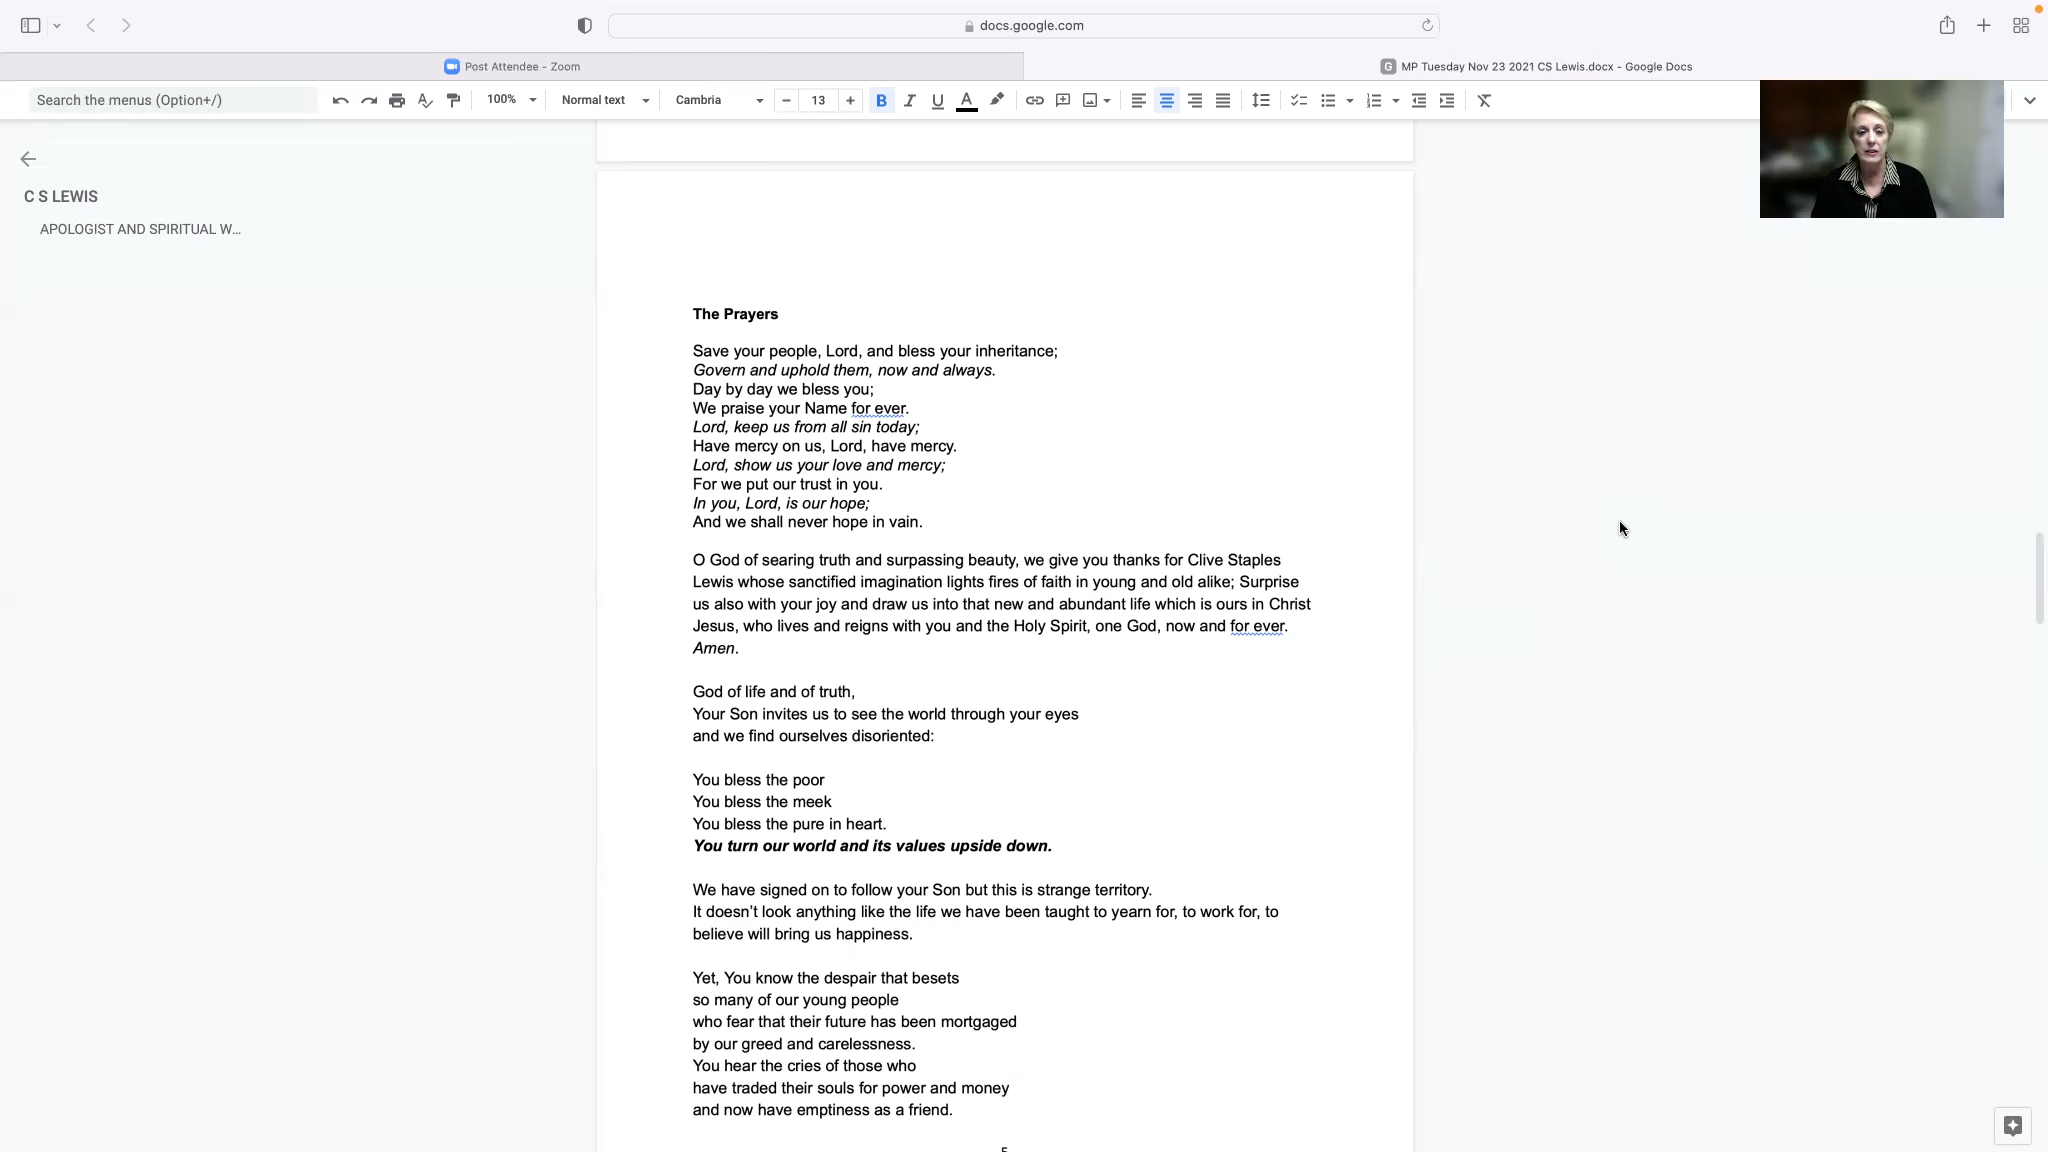 docs.google.com
Post Attendee - Zoom
G MP Tuesday Nov 23 2021 CS Lewis.docx - Google Docs
Search the menus (Option+/)
100%
Normal text
Cambria
13
B I U A
C S LEWIS
APOLOGIST AND SPIRITUAL W...
The Prayers
Save your people, Lord, and bless your inheritance;
Govern and uphold them, now and always.
Day by day we bless you;
We praise your Name for ever.
Lord, keep us from all sin today;
Have mercy on us, Lord, have mercy.
Lord, show us your love and mercy;
For we put our trust in you.
In you, Lord, is our hope;
And we shall never hope in vain.
O God of searing truth and surpassing beauty, we give you thanks for Clive Staples
Lewis whose sanctified imagination lights fires of faith in young and old alike; Surprise
us also with your joy and draw us into that new and abundant life which is ours in Christ
Jesus, who lives and reigns with you and the Holy Spirit, one God, now and for ever.
Amen.
God of life and of truth,
Your Son invites us to see the world through your eyes
and we find ourselves disoriented:
You bless the poor
You bless the meek
You bless the pure in heart.
You turn our world and its values upside down.
We have signed on to follow your Son but this is strange territory.
It doesn’t look anything like the life we have been taught to yearn for, to work for, to
believe will bring us happiness.
Yet, You know the despair that besets
so many of our young people
who fear that their future has been mortgaged
by our greed and carelessness.
You hear the cries of those who
have traded their souls for power and money
and now have emptiness as a friend.